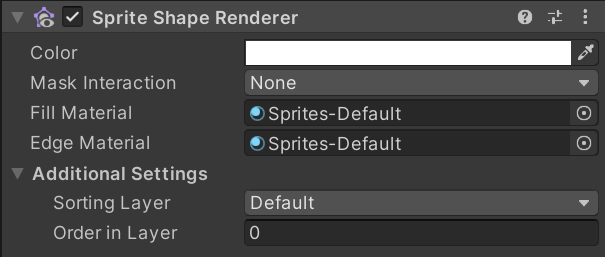 Sprite Shape Renderer
Color
Mask Interaction None
Fill Material Sprites-Default
Edge Material Sprites-Default
Additional Settings
Sorting Layer Default
Order in Layer 0